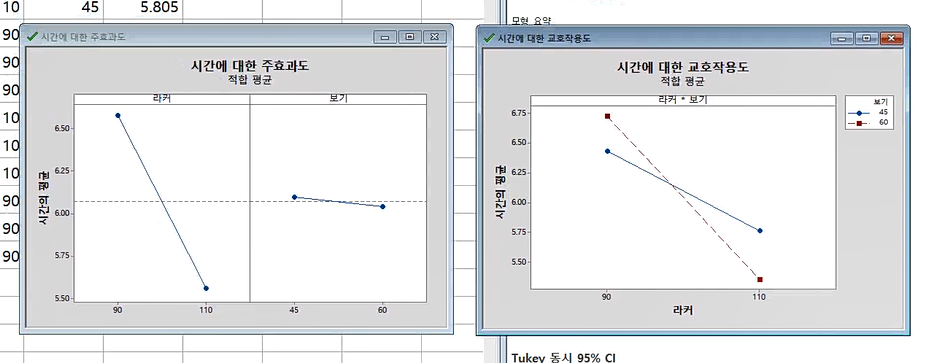 10 45 5.805
90
90
90
10
10
10
90
90
90
모형 요약
시간에 대한 주효과도
시간에 대한 주효과도
적합 평균
라커 보기
시간의 평균
6.50
6.25
6.00
5.75
5.50
90 110 45 60
시간에 대한 교호작용도
시간에 대한 교호작용도
적합 평균
라커 * 보기
보기
45
60
시간의 평균
6.75
6.50
6.25
6.00
5.75
5.50
90 110
라커
Tukey 동시 95% CI